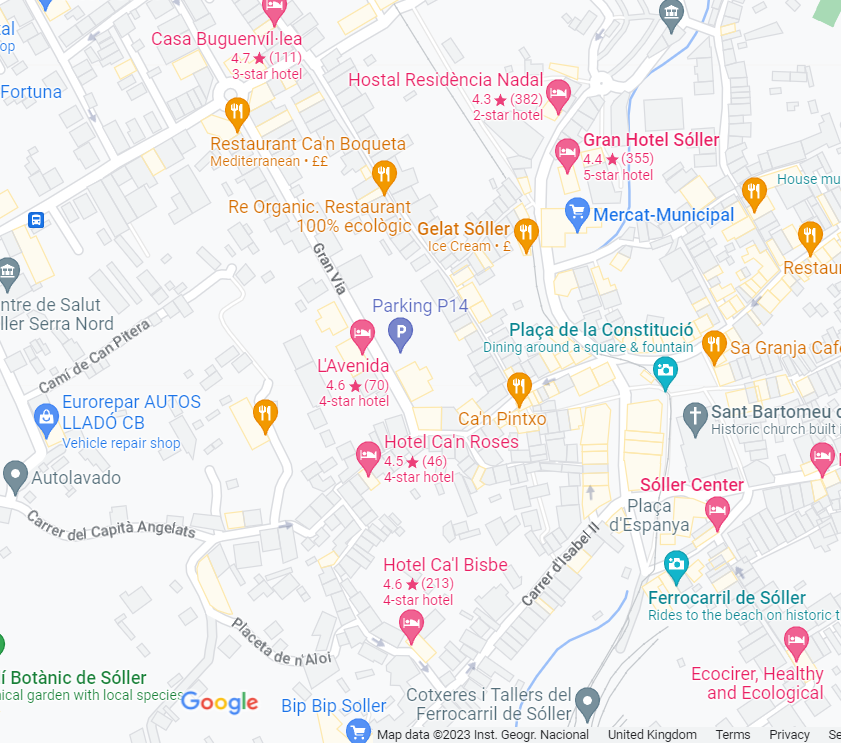 tal
op
Fortuna
Casa Buguenvíl·lea
4.7 (111)
3-star hotel
Hostal Residència Nadal
4.3 (382)
2-star hotel
Restaurant Ca'n Boqueta
Mediterranean • ££
Gran Hotel Sóller
4.4 (355)
5-star hotel
House mu
Re Organic. Restaurant
100% ecològic
Gelat Sóller
Ice Cream • £
Mercat-Municipal
Restaur
Gran Via
ntre de Salut
ller Serra Nord
Parking P14
P
Camí de Can Pitera
Plaça de la Constitució
Dining around a square & fountain
Sa Granja Cafe
L'Avenida
4.6 (70)
4-star hotel
Eurorepar AUTOS
LLADÓ CB
Vehicle repair shop
Ca'n Pintxo
Sant Bartomeu d
Historic church built i
Hotel Ca'n Roses
4.5 (46)
4-star hotel
Autolavado
Sóller Center
Plaça
d'Espanya
Carrer del Capità Angelats
Carrer d'Isabel II
Hotel Ca'l Bisbe
4.6 (213)
4-star hotel
Ferrocarril de Sóller
Rides to the beach on historic t
Placeta de n'Aloi
í Botànic de Sóller
ical garden with local species
Ecocirer, Healthy
and Ecological
Google
Bip Bip Soller
Cotxeres i Tallers del
Ferrocarril de Sóller
Map data ©2023 Inst. Geogr. Nacional United Kingdom Terms Privacy Se